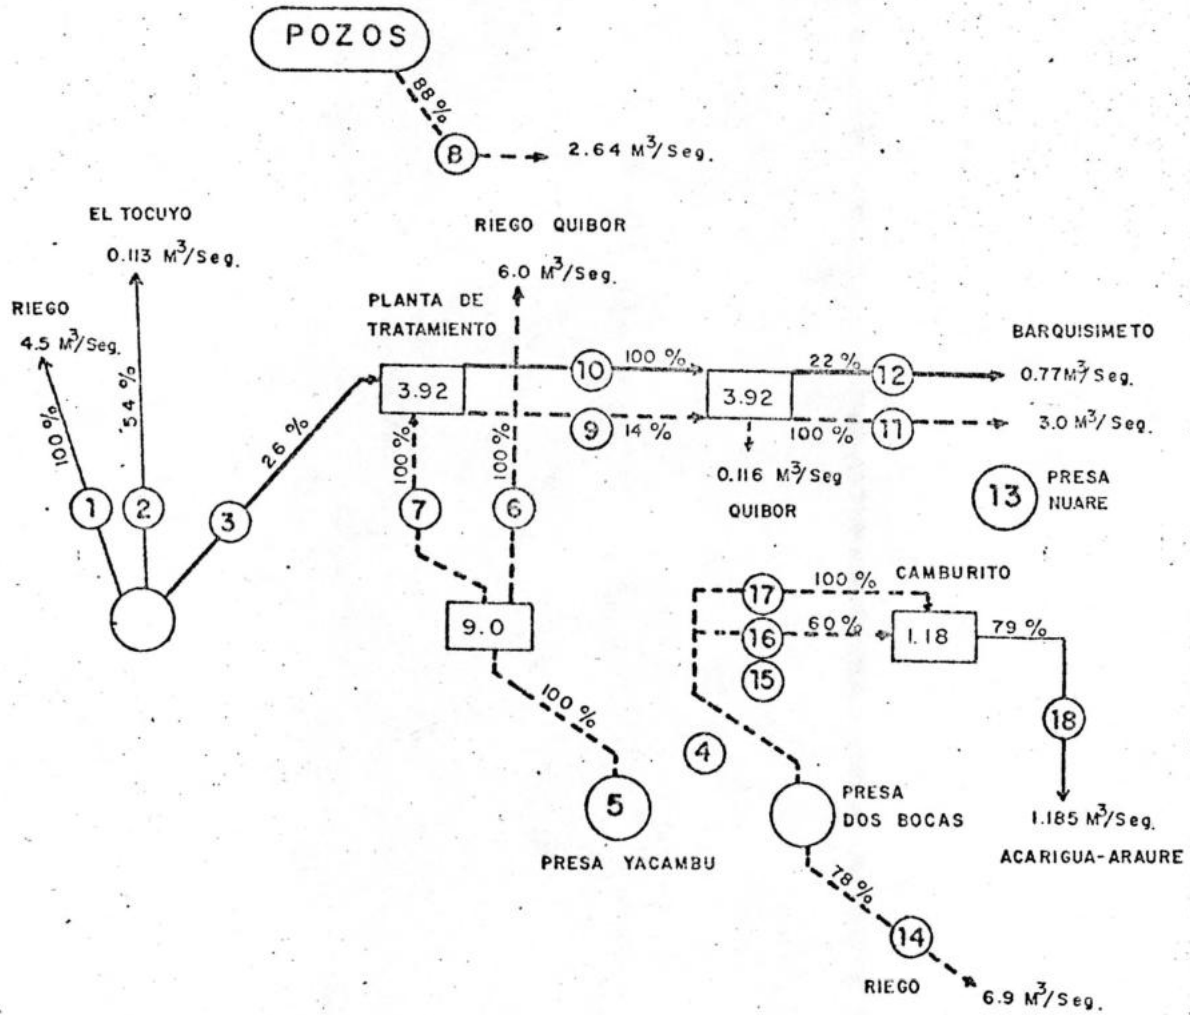 POZOS
88 %
8
2.64 M³/Seg.
EL TOCUYO
0.113 M³/Seg.
RIEGO QUIBOR
6.0 M³/Seg.
RIEGO
4.5 M³/Seg.
PLANTA DE
TRATAMIENTO
BARQUISIMETO
10
100 %
22 %
12
0.77 M³/Seg.
3.92
3.92
9
14 %
100 %
11
3.0 M³/Seg.
100 %
54 %
26 %
100 %
100 %
0.116 M³/Seg
QUIBOR
13
PRESA
NUARE
1
2
3
7
6
17
100 %
CAMBURITO
9.0
16
60 %
1.18
79 %
15
100 %
4
18
5
PRESA YACAMBU
PRESA
DOS BOCAS
1.185 M³/Seg.
ACARIGUA-ARAURE
78 %
14
RIEGO
6.9 M³/Seg.